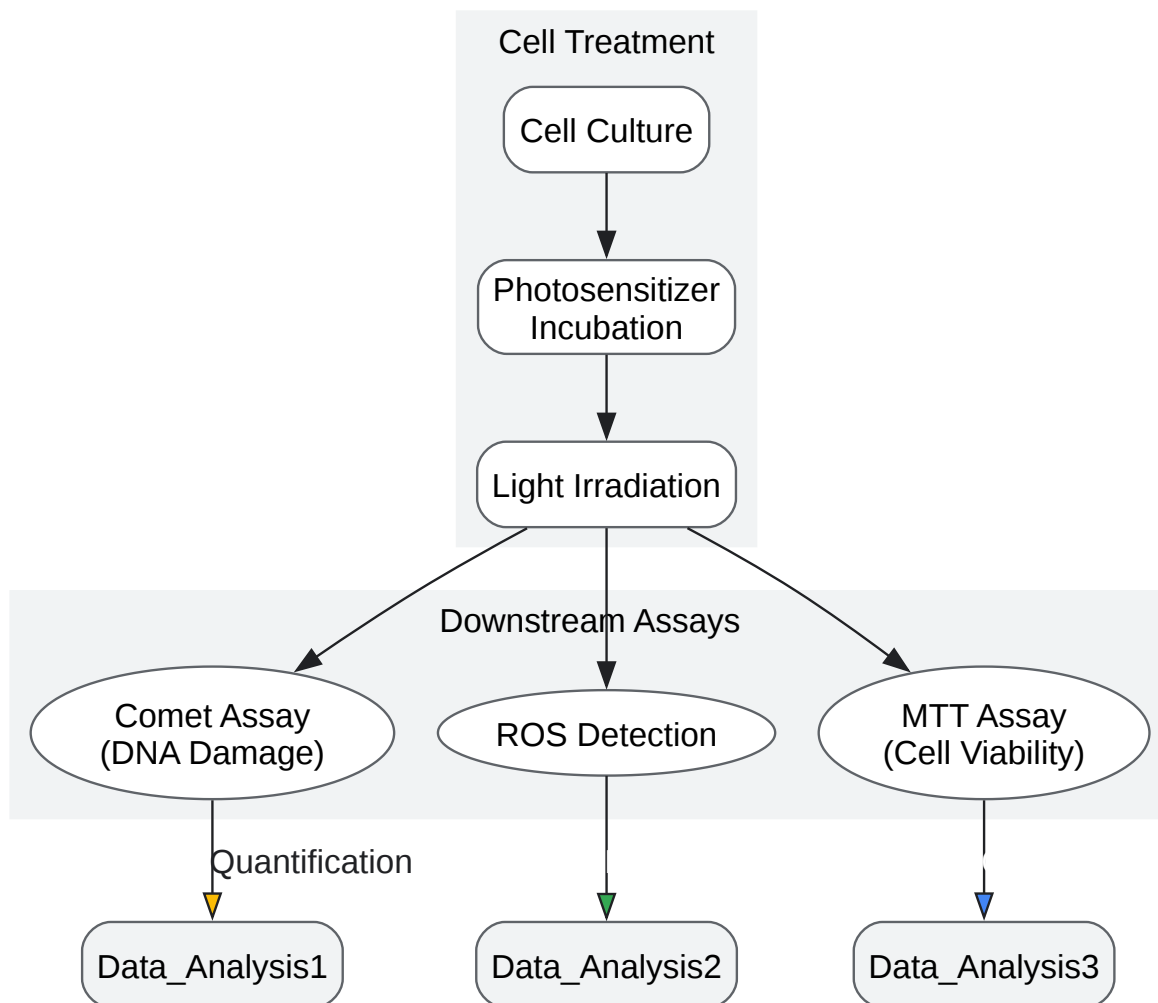 Cell Treatment
Cell Culture
Photosensitizer
Incubation
Light Irradiation
Downstream Assays
Comet Assay
(DNA Damage)
ROS Detection
MTT Assay
(Cell Viability)
Quantification
Data_Analysis1
Data_Analysis2
Data_Analysis3